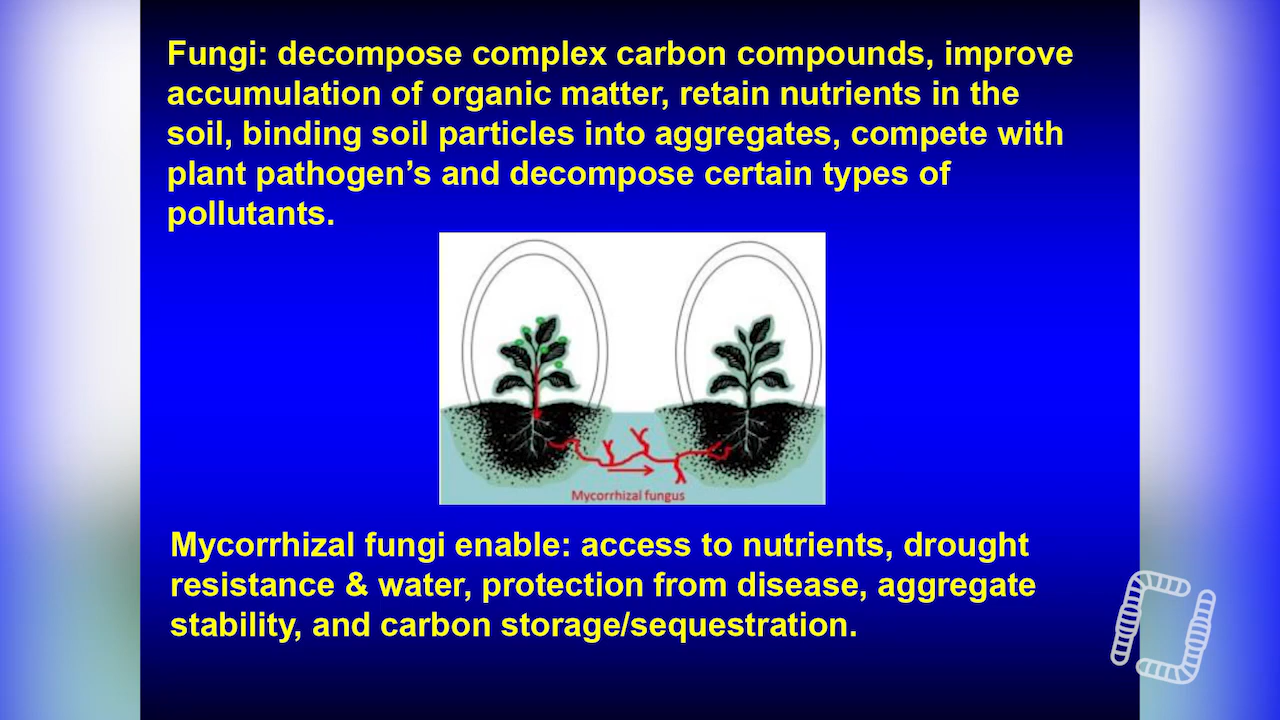 Fungi: decompose complex carbon compounds, improve
accumulation of organic matter, retain nutrients in the
soil, binding soil particles into aggregates, compete with
plant pathogen’s and decompose certain types of
pollutants.
Mycorrhizal fungus
Mycorrhizal fungi enable: access to nutrients, drought
resistance & water, protection from disease, aggregate
stability, and carbon storage/sequestration.